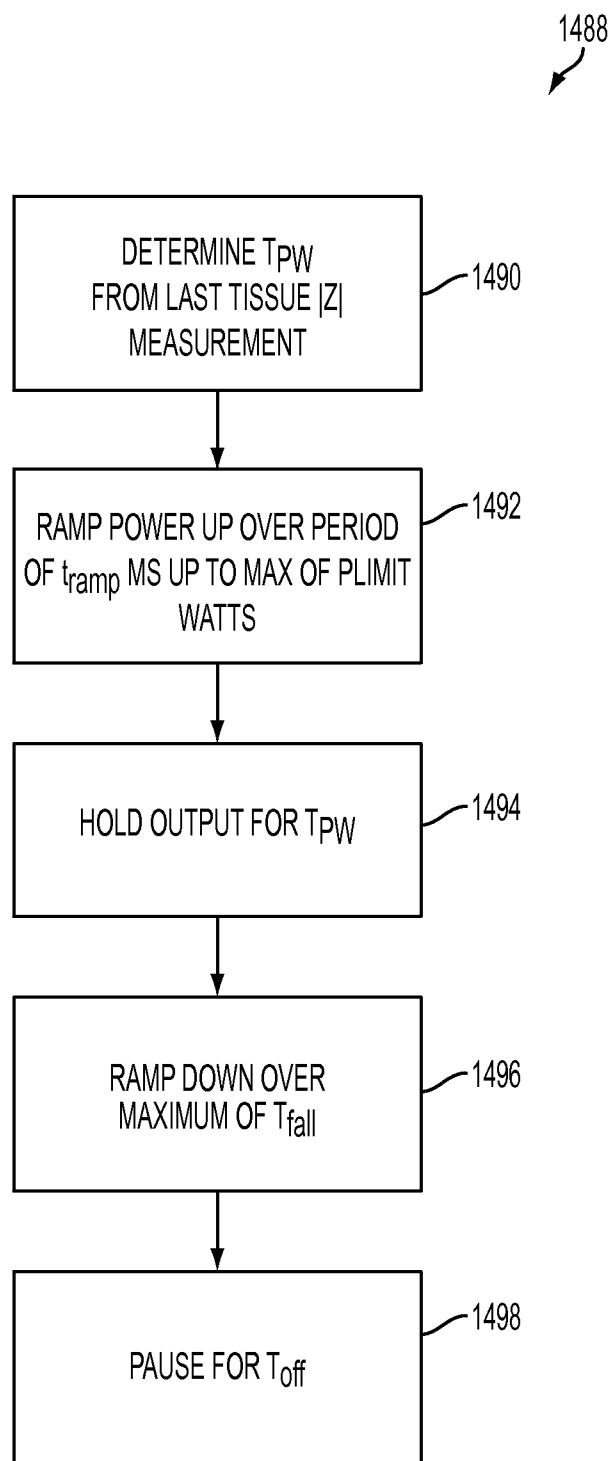 1488
DETERMINE TPW
FROM LAST TISSUE |Z|
MEASUREMENT
1490
RAMP POWER UP OVER PERIOD
OF tramp MS UP TO MAX OF PLIMIT
WATTS
1492
HOLD OUTPUT FOR TPW
1494
RAMP DOWN OVER
MAXIMUM OF Tfall
1496
PAUSE FOR Toff
1498